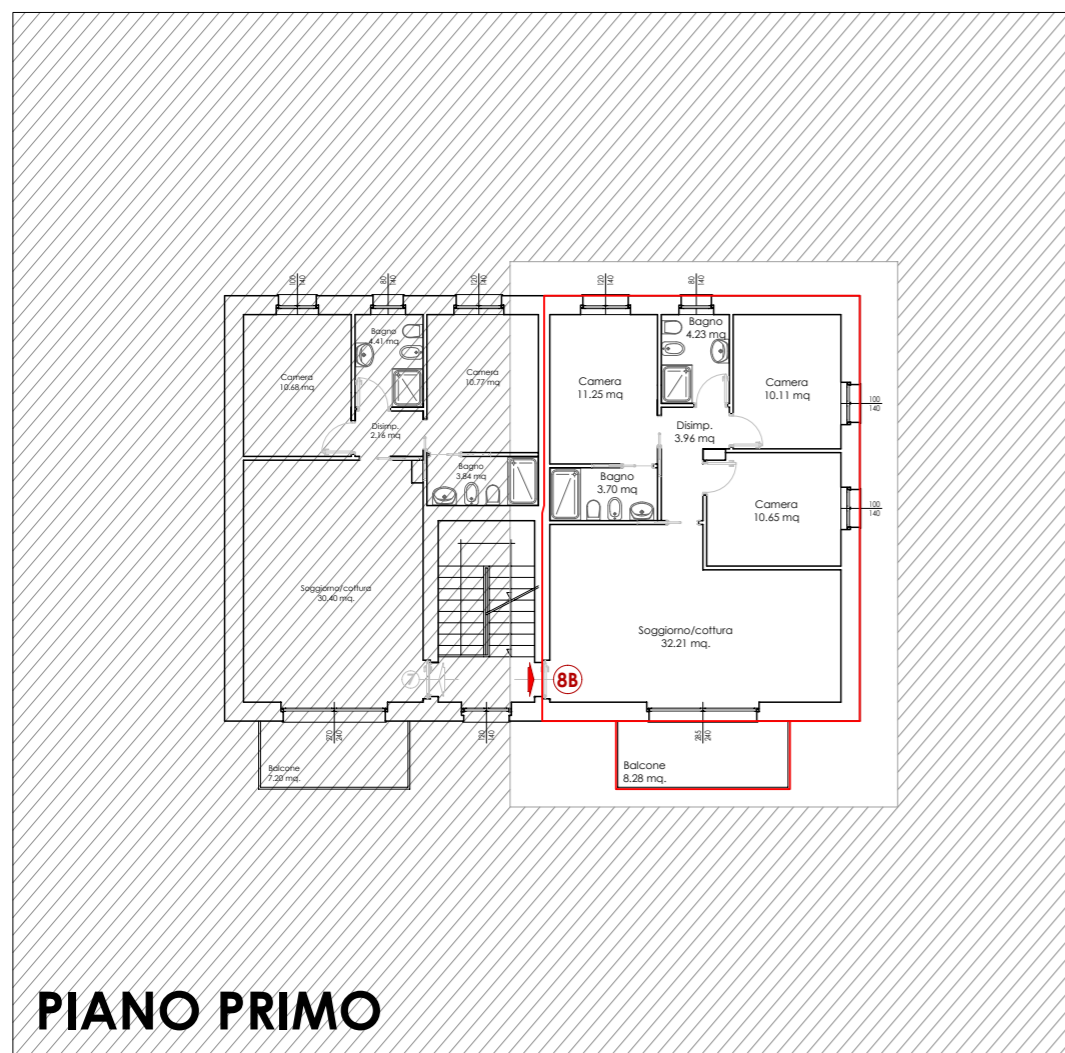 100
140
80
140
120
140
120
140
80
140
Bagno
4.41 mq
Bagno
4.23 mq
Camera
10.68 mq
Camera
10.77 mq
Camera
11.25 mq
Camera
10.11 mq
100
140
Disimp.
2.16 mq
Disimp.
3.96 mq
Bagno
3.84 mq
Bagno
3.70 mq
Camera
10.65 mq
100
140
Soggiorno/cottura
30.40 mq.
Soggiorno/cottura
32.21 mq.
7
8B
270
240
120
140
285
240
Balcone
7.20 mq.
Balcone
8.28 mq.
PIANO PRIMO